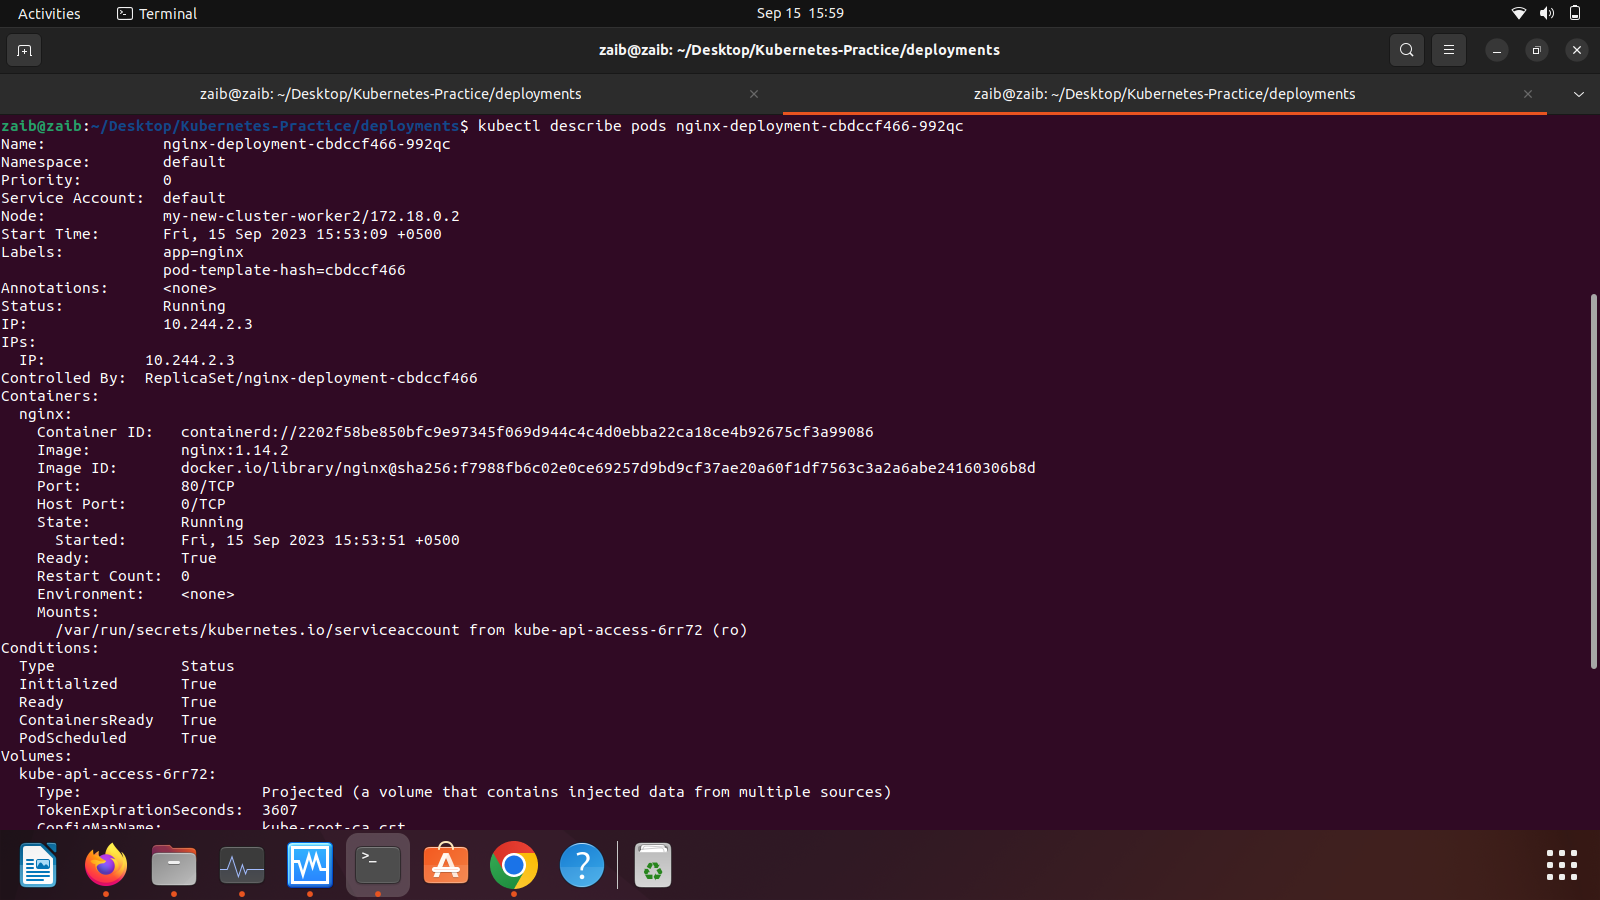 Activities
Terminal
Sep 15 15:59
zaib@zaib: ~/Desktop/Kubernetes-Practice/deployments
zaib@zaib: ~/Desktop/Kubernetes-Practice/deployments
zaib@zaib: ~/Desktop/Kubernetes-Practice/deployments
zaib@zaib:~/Desktop/Kubernetes-Practice/deployments$ kubectl describe pods nginx-deployment-cbdccf466-992qc
Name:             nginx-deployment-cbdccf466-992qc
Namespace:        default
Priority:         0
Service Account:  default
Node:             my-new-cluster-worker2/172.18.0.2
Start Time:       Fri, 15 Sep 2023 15:53:09 +0500
Labels:           app=nginx
                  pod-template-hash=cbdccf466
Annotations:      <none>
Status:           Running
IP:               10.244.2.3
IPs:
  IP:           10.244.2.3
Controlled By:  ReplicaSet/nginx-deployment-cbdccf466
Containers:
  nginx:
    Container ID:   containerd://2202f58be850bfc9e97345f069d944c4c4d0ebba22ca18ce4b92675cf3a99086
    Image:          nginx:1.14.2
    Image ID:       docker.io/library/nginx@sha256:f7988fb6c02e0ce69257d9bd9cf37ae20a60f1df7563c3a2a6abe24160306b8d
    Port:           80/TCP
    Host Port:      0/TCP
    State:          Running
      Started:      Fri, 15 Sep 2023 15:53:51 +0500
    Ready:          True
    Restart Count:  0
    Environment:    <none>
    Mounts:
      /var/run/secrets/kubernetes.io/serviceaccount from kube-api-access-6rr72 (ro)
Conditions:
  Type              Status
  Initialized       True
  Ready             True
  ContainersReady   True
  PodScheduled      True
Volumes:
  kube-api-access-6rr72:
    Type:                    Projected (a volume that contains injected data from multiple sources)
    TokenExpirationSeconds:  3607
    ConfigMapName:           kube-root-ca.crt